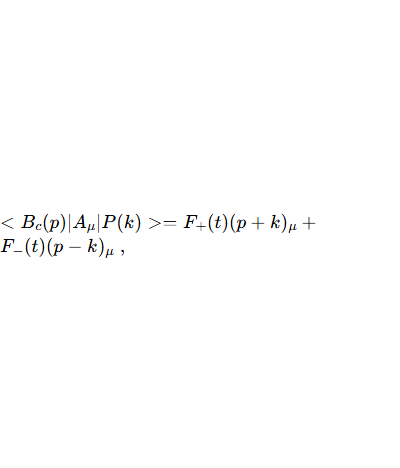 < B_c(p)|A_μ|P(k) >= F_+(t)(p + k)_μ +
F_−(t)(p − k)_μ ,